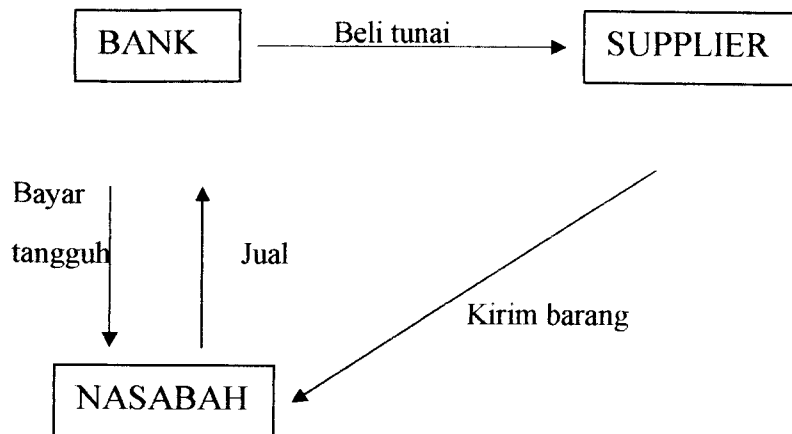 BANK
Beli tunai
SUPPLIER
Bayar
tangguh
Jual
Kirim barang
NASABAH